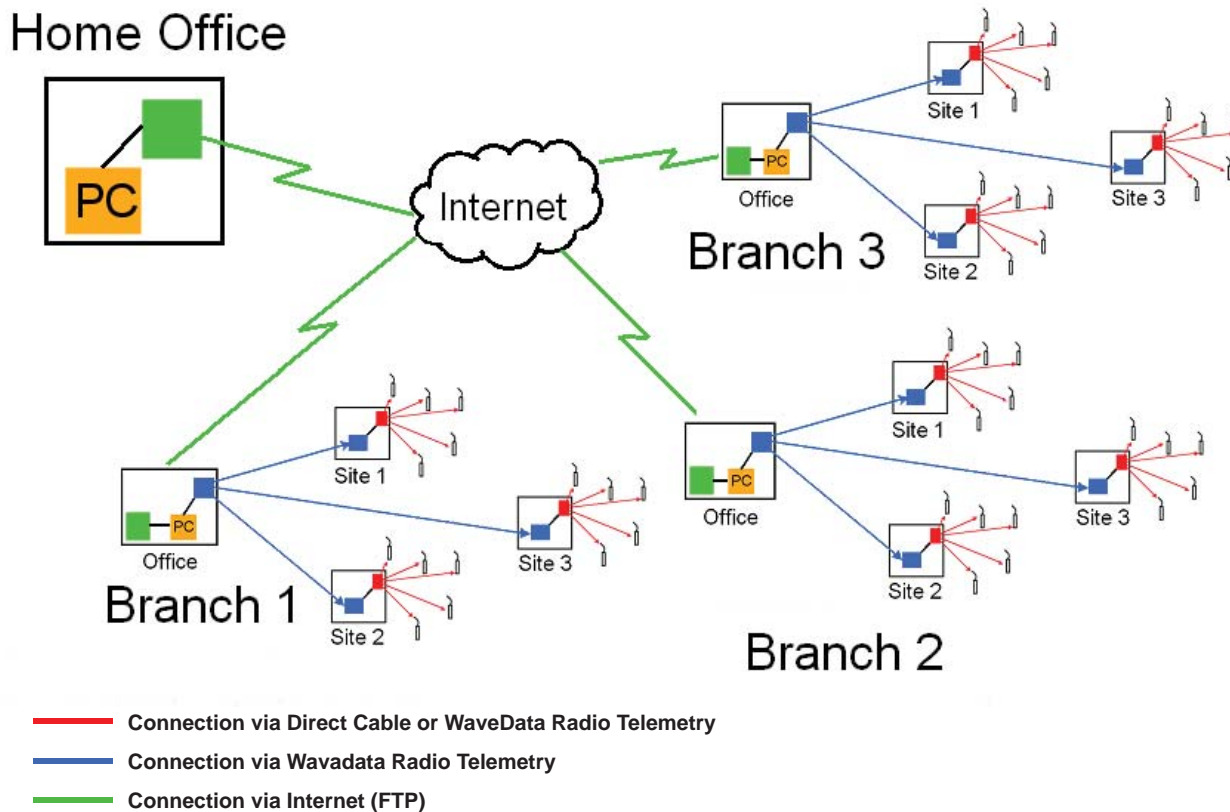 Home Office
PC
Internet
Site 1
PC
Office
Site 3
Site 2
Branch 3
Site 1
PC
Office
Site 3
Site 2
Branch 1
Site 1
PC
Office
Site 3
Site 2
Branch 2
Connection via Direct Cable or WaveData Radio Telemetry
Connection via Wavadata Radio Telemetry
Connection via Internet (FTP)